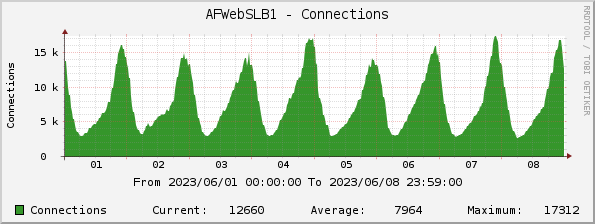 AFWebSLB1 - Connections
RRDTOOL / TOBI OETIKER
Connections
15 k
10 k
5 k
0
01 02 03 04 05 06 07 08
From 2023/06/01 00:00:00 To 2023/06/08 23:59:00
Connections Current: 12660 Average: 7964 Maximum: 17312